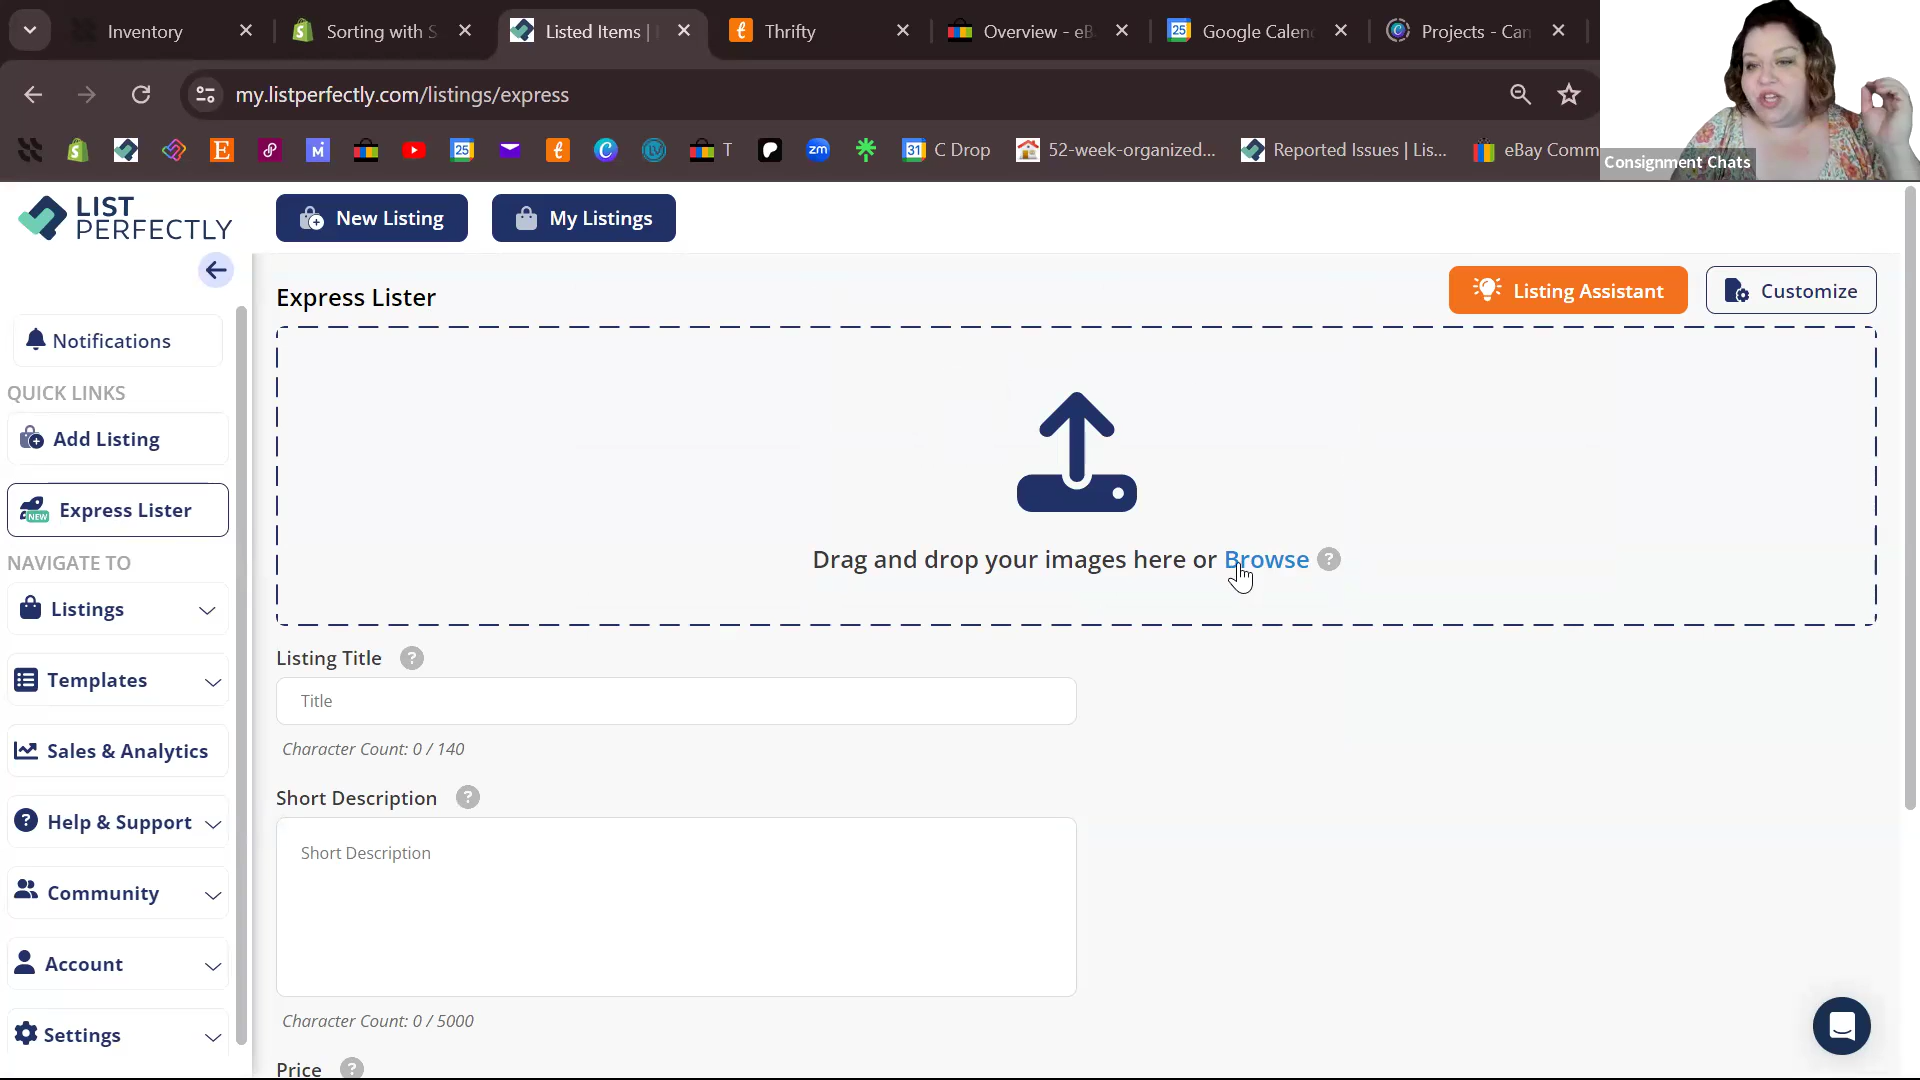 Inventory
Sorting with S
Listed Items |
Thrifty
Overview - eB
Google Calen
Projects - Can
my.listperfectly.com/listings/express
T
C Drop
52-week-organized...
Reported Issues | Lis...
eBay Comm
Consignment Chats
LIST
PERFECTLY
New Listing
My Listings
Notifications
QUICK LINKS
Add Listing
NEW
Express Lister
NAVIGATE TO
Listings
Templates
Sales & Analytics
Help & Support
Community
Account
Settings
Express Lister
Listing Assistant
Customize
Drag and drop your images here or Browse ?
Listing Title ?
Title
Character Count: 0 / 140
Short Description ?
Short Description
Character Count: 0 / 5000
Price ?